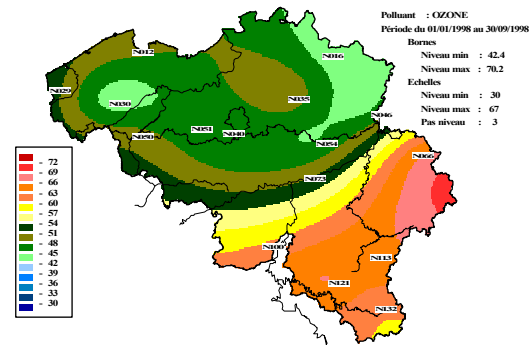 Polluant : OZONE
Période du 01/01/1998 au 30/09/1998
Bornes
Niveau min : 42.4
Niveau max : 70.2
Echelles
Niveau min : 30
Niveau max : 67
Pas niveau : 3
N012
N016
N029
N030
N035
N046
N051
N040
N050
N054
N066
N073
N100
N113
N121
N132
- 72
- 69
- 66
- 63
- 60
- 57
- 54
- 51
- 48
- 45
- 42
- 39
- 36
- 33
- 30